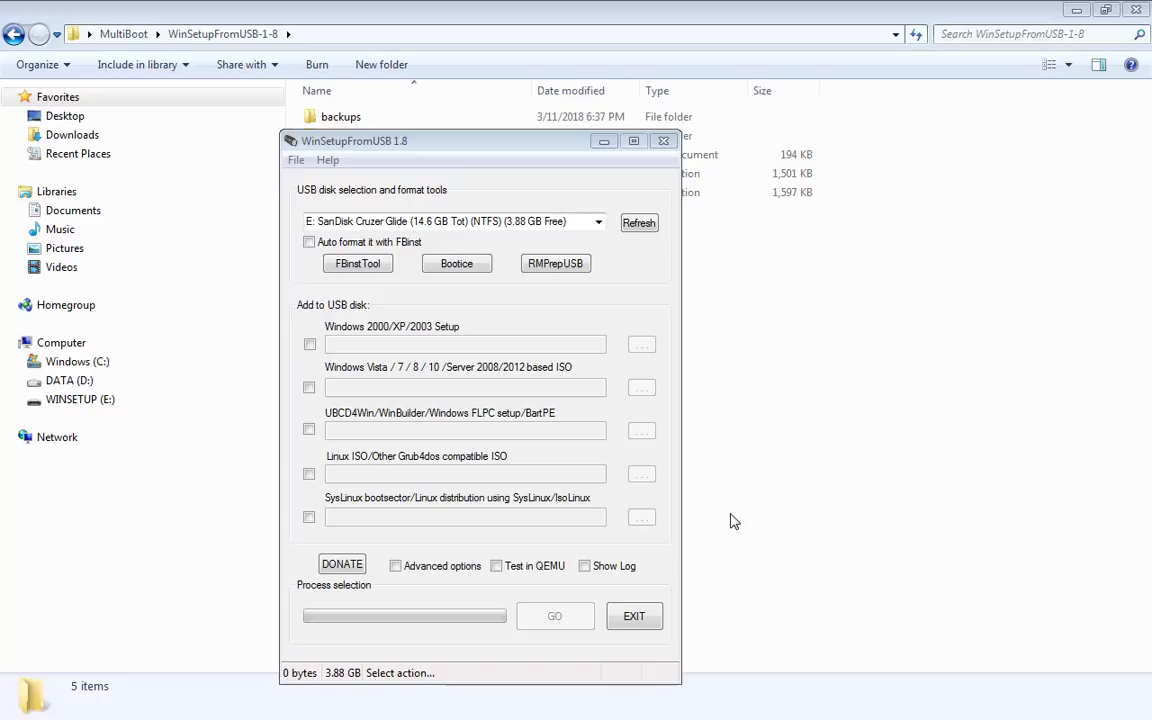 MultiBoot
WinSetupFromUSB-1-8
Search WinSetupFromUSB-1-8
Organize
Include in library
Share with
Burn
New folder
Favorites
Desktop
Downloads
Recent Places
Libraries
Documents
Music
Pictures
Videos
Homegroup
Computer
Windows (C:)
DATA (D:)
WINSETUP (E:)
Network
Name
Date modified
Type
Size
backups
3/11/2018 6:37 PM
File folder
er
cument
194 KB
tion
1,501 KB
tion
1,597 KB
WinSetupFromUSB 1.8
File
Help
USB disk selection and format tools
E: SanDisk Cruzer Glide (14.6 GB Tot) (NTFS) (3.88 GB Free)
Refresh
Auto format it with FBinst
FBinstTool
Bootice
RMPrepUSB
Add to USB disk:
Windows 2000/XP/2003 Setup
...
Windows Vista / 7 / 8 / 10 /Server 2008/2012 based ISO
...
UBCD4Win/WinBuilder/Windows FLPC setup/BartPE
...
Linux ISO/Other Grub4dos compatible ISO
...
SysLinux bootsector/Linux distribution using SysLinux/IsoLinux
...
DONATE
Advanced options
Test in QEMU
Show Log
Process selection
GO
EXIT
0 bytes
3.88 GB
Select action...
5 items